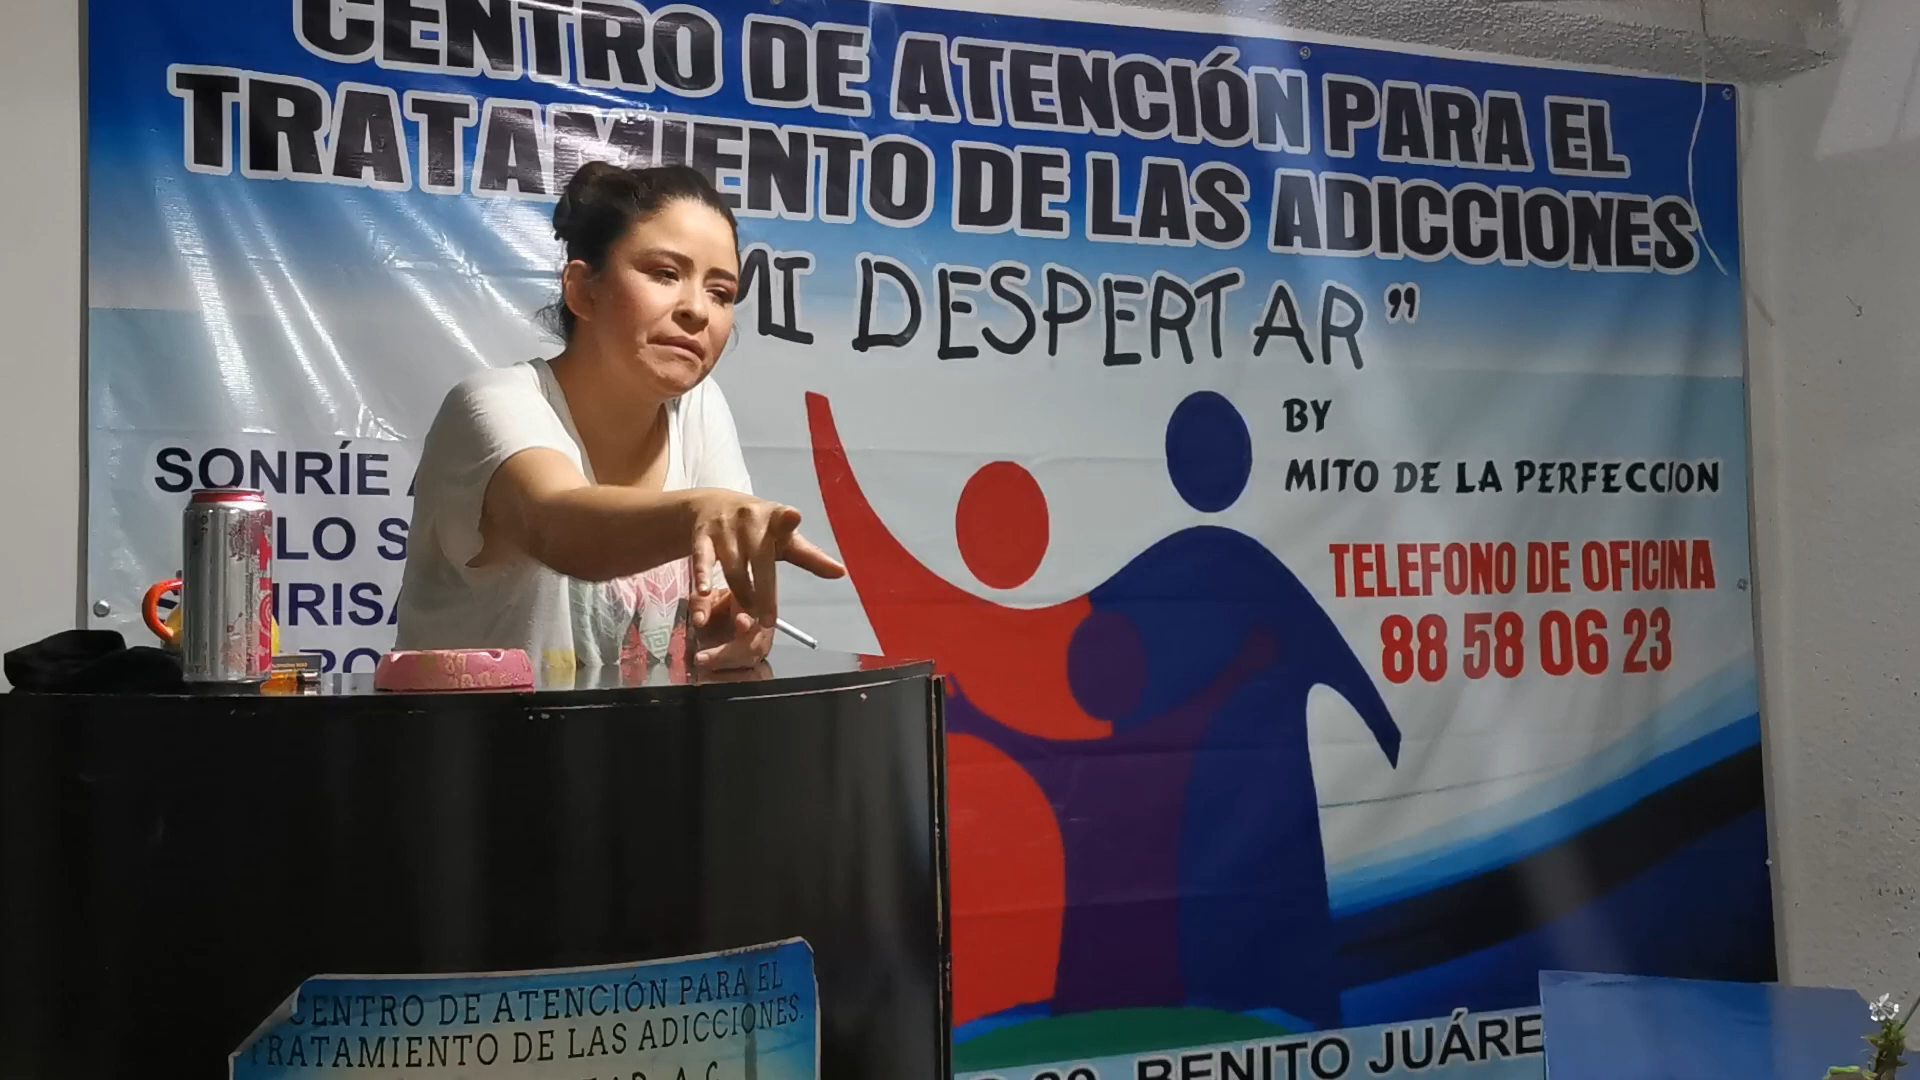 CENTRO DE ATENCIÓN PARA EL
TRATAMIENTO DE LAS ADICCIONES
MI DESPERTAR”
BY
MITO DE LA PERFECCION
SONRÍE
LO S
TELEFONO DE OFICINA
88 58 06 23
BENITO JUÁRE
CENTRO DE ATENCIÓN PARA EL
TRATAMIENTO DE LAS ADICCIONES.
A.C.